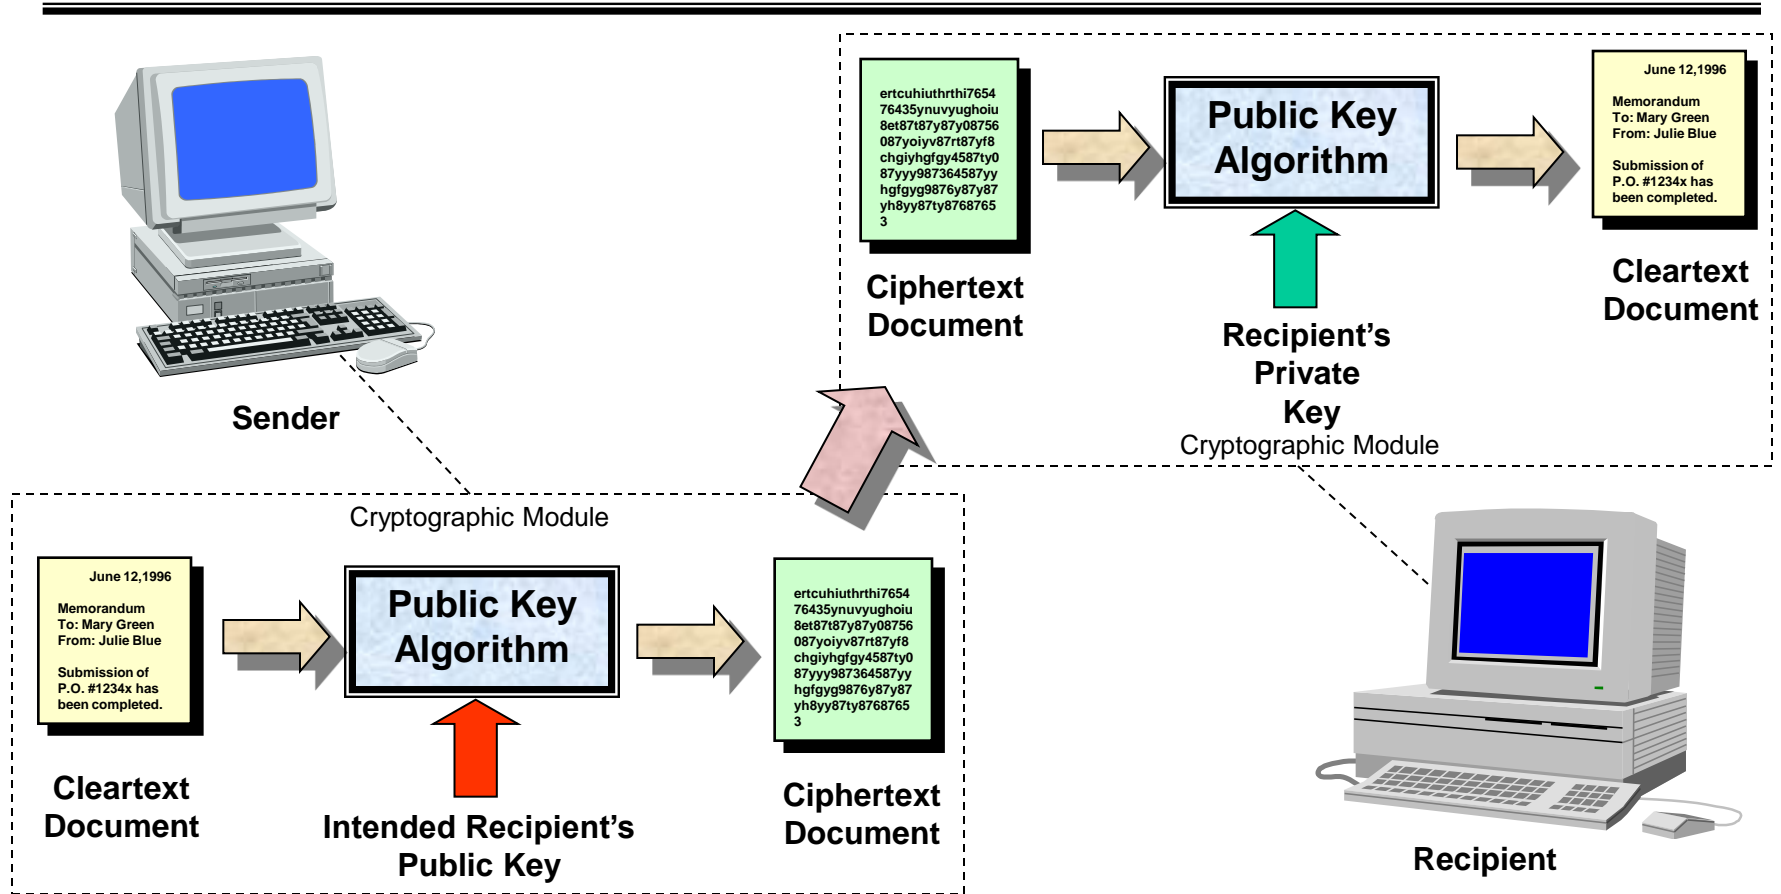 ertcuhiuthrthi7654
76435ynuvyughoiu
8et87t87y87y08756
087yoiyv87rt87yf8
chgiyhgfgy4587ty0
87yyy987364587yy
hgfgyg9876y87y87
yh8yy87ty8768765
3
Ciphertext
Document
Public Key
Algorithm
Recipient's
Private
Key
Cryptographic Module
June 12,1996
Memorandum
To: Mary Green
From: Julie Blue
Submission of
P.O. #1234x has
been completed.
Cleartext
Document
Sender
Cryptographic Module
June 12,1996
Memorandum
To: Mary Green
From: Julie Blue
Submission of
P.O. #1234x has
been completed.
Cleartext
Document
Public Key
Algorithm
Intended Recipient's
Public Key
ertcuhiuthrthi7654
76435ynuvyughoiu
8et87t87y87y08756
087yoiyv87rt87yf8
chgiyhgfgy4587ty0
87yyy987364587yy
hgfgyg9876y87y87
yh8yy87ty8768765
3
Ciphertext
Document
Recipient